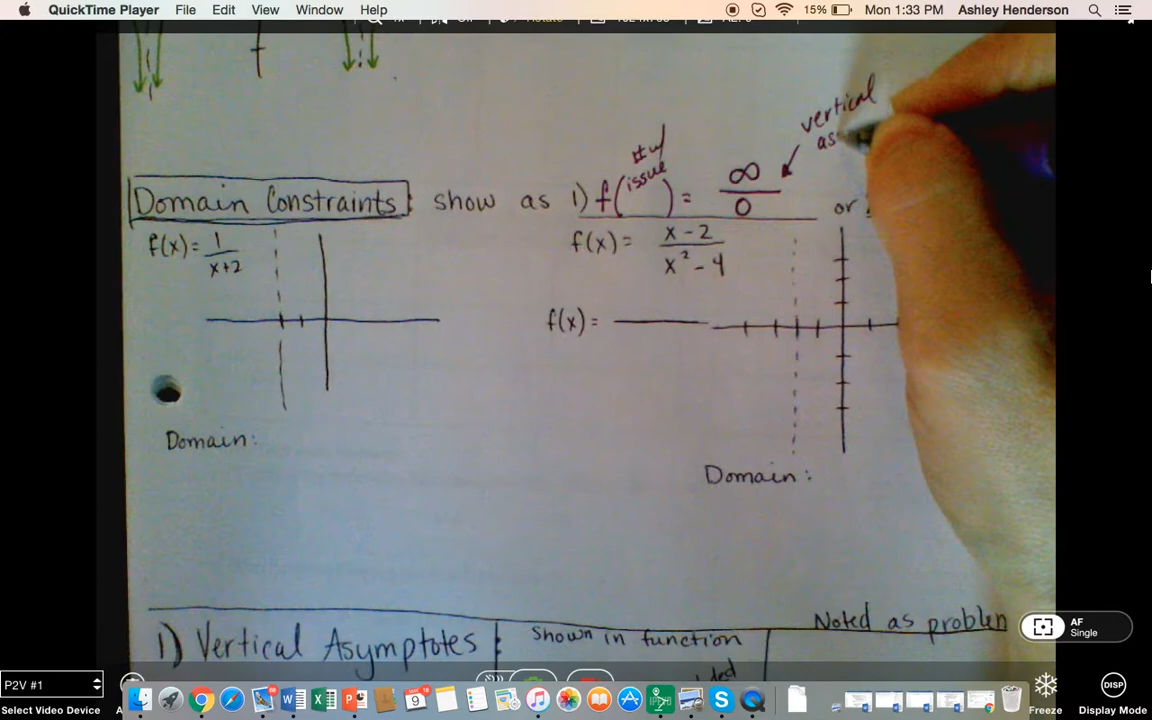 QuickTime Player File Edit View Window Help 15% Mon 1:33 PM Ashley Henderson
vertical
# w/
issue
Domain Constraints: show as 1) f( ) = ∞/0 or
f(x) = 1/(x+2)
f(x) = (x - 2)/(x² - 4)
f(x) =
Domain:
Domain:
Noted as problem
1) Vertical Asymptotes
Shown in function
AF
Single
P2V #1
Select Video Device
Freeze
DISP
Display Mode